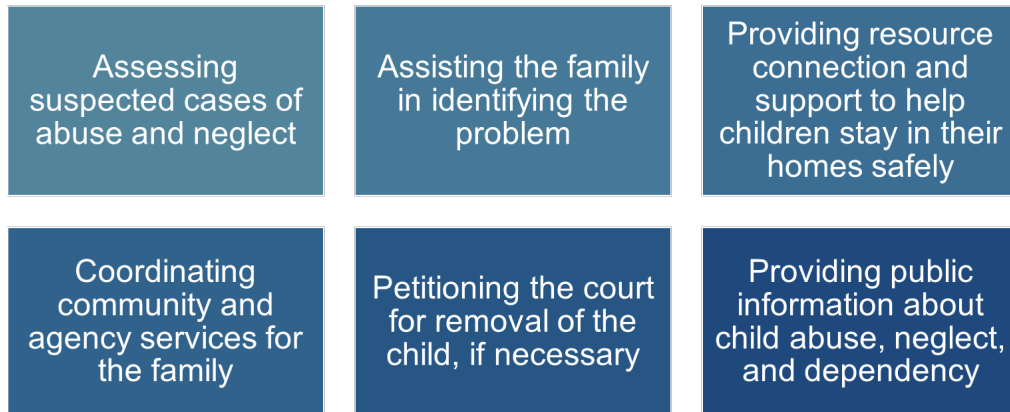 Assessing
suspected cases of
abuse and neglect
Assisting the family
in identifying the
problem
Providing resource
connection and
support to help
children stay in their
homes safely
Coordinating
community and
agency services for
the family
Petitioning the court
for removal of the
child, if necessary
Providing public
information about
child abuse, neglect,
and dependency